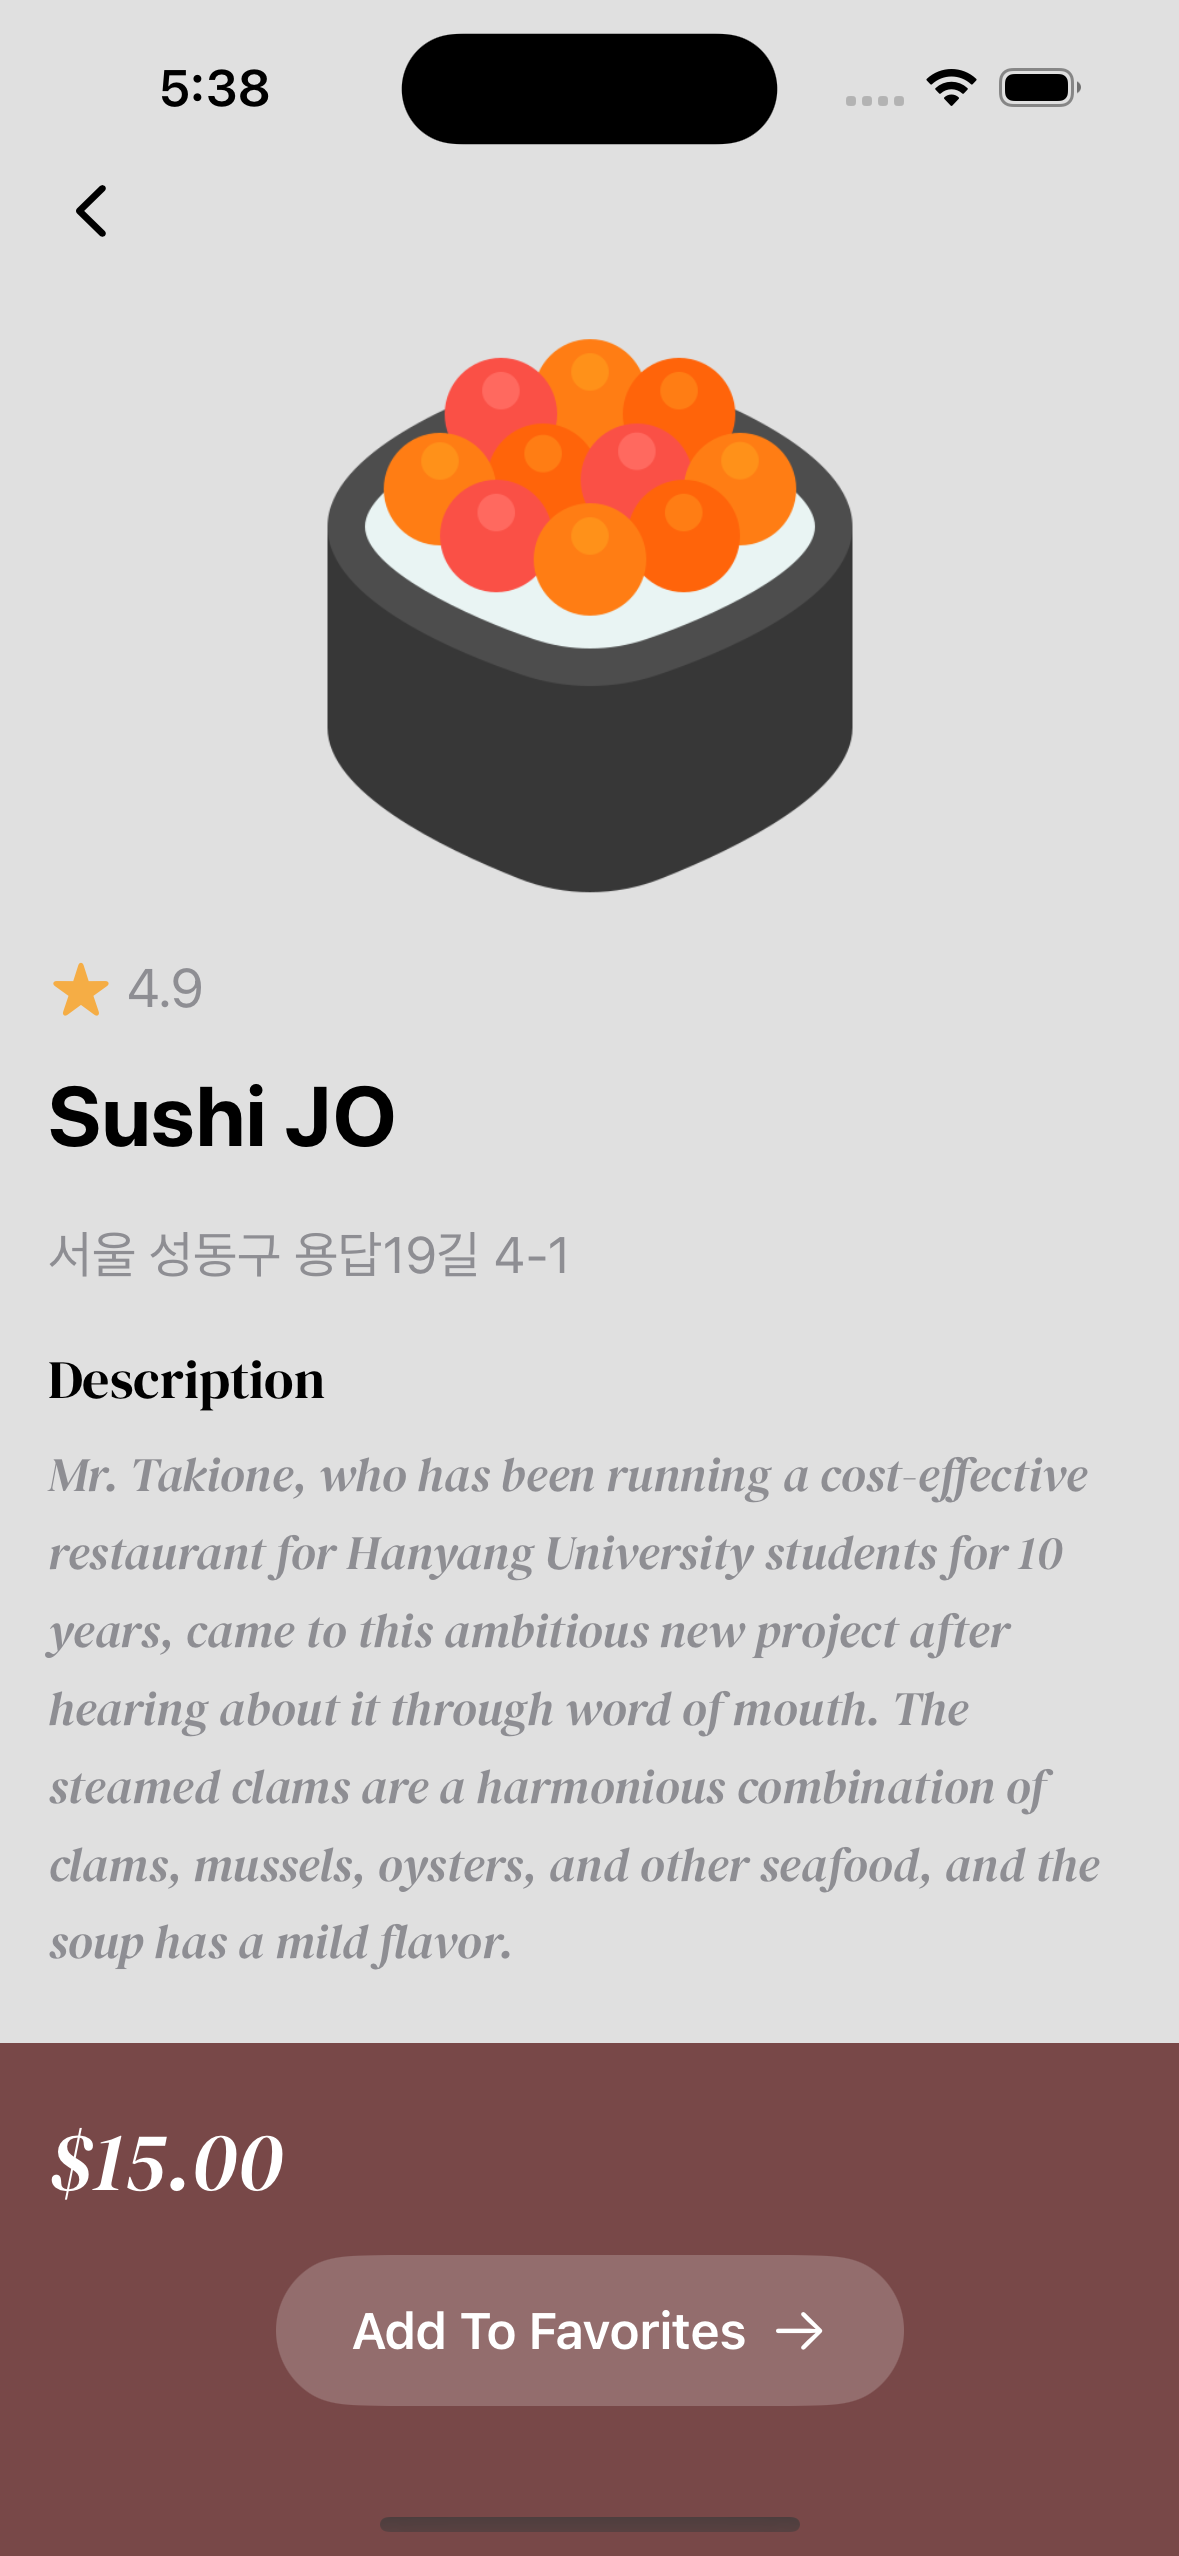 5:38
4.9
Sushi JO
서울 성동구 용답19길 4-1
Description
Mr. Takione, who has been running a cost-effective
restaurant for Hanyang University students for 10
years, came to this ambitious new project after
hearing about it through word of mouth. The
steamed clams are a harmonious combination of
clams, mussels, oysters, and other seafood, and the
soup has a mild flavor.
$15.00
Add To Favorites